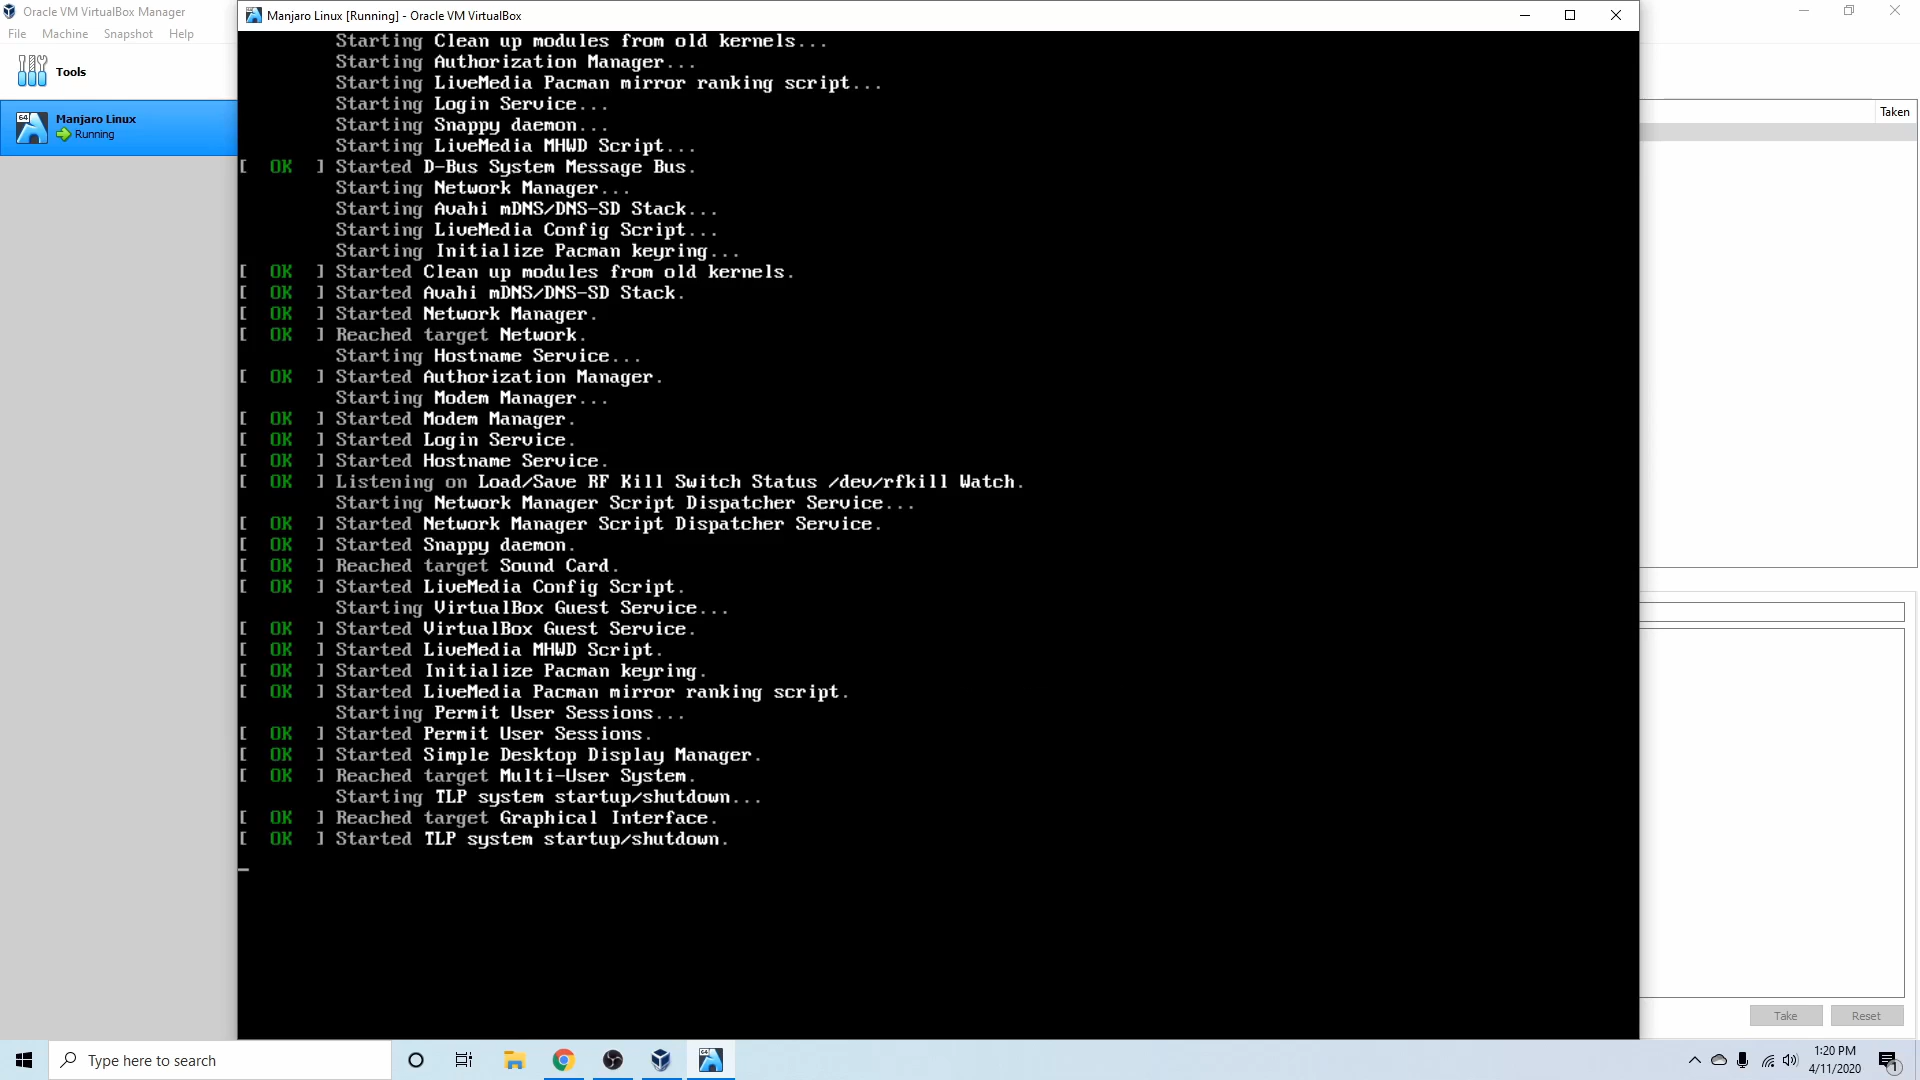 Oracle VM VirtualBox Manager
File Machine Snapshot Help
Tools
64
Manjaro Linux
Running
Manjaro Linux [Running] - Oracle VM VirtualBox
Starting Clean up modules from old kernels...
Starting Authorization Manager...
Starting LiveMedia Pacman mirror ranking script...
Starting Login Service...
Starting Snappy daemon...
Starting LiveMedia MHWD Script...
[ OK ] Started D-Bus System Message Bus.
Starting Network Manager...
Starting Avahi mDNS/DNS-SD Stack...
Starting LiveMedia Config Script...
Starting Initialize Pacman keyring...
[ OK ] Started Clean up modules from old kernels.
[ OK ] Started Avahi mDNS/DNS-SD Stack.
[ OK ] Started Network Manager.
[ OK ] Reached target Network.
Starting Hostname Service...
[ OK ] Started Authorization Manager.
Starting Modem Manager...
[ OK ] Started Modem Manager.
[ OK ] Started Login Service.
[ OK ] Started Hostname Service.
[ OK ] Listening on Load/Save RF Kill Switch Status /dev/rfkill Watch.
Starting Network Manager Script Dispatcher Service...
[ OK ] Started Network Manager Script Dispatcher Service.
[ OK ] Started Snappy daemon.
[ OK ] Reached target Sound Card.
[ OK ] Started LiveMedia Config Script.
Starting VirtualBox Guest Service...
[ OK ] Started VirtualBox Guest Service.
[ OK ] Started LiveMedia MHWD Script.
[ OK ] Started Initialize Pacman keyring.
[ OK ] Started LiveMedia Pacman mirror ranking script.
Starting Permit User Sessions...
[ OK ] Started Permit User Sessions.
[ OK ] Started Simple Desktop Display Manager.
[ OK ] Reached target Multi-User System.
Starting TLP system startup/shutdown...
[ OK ] Reached target Graphical Interface.
[ OK ] Started TLP system startup/shutdown.
Taken
Take Reset
Type here to search
1:20 PM
4/11/2020
1